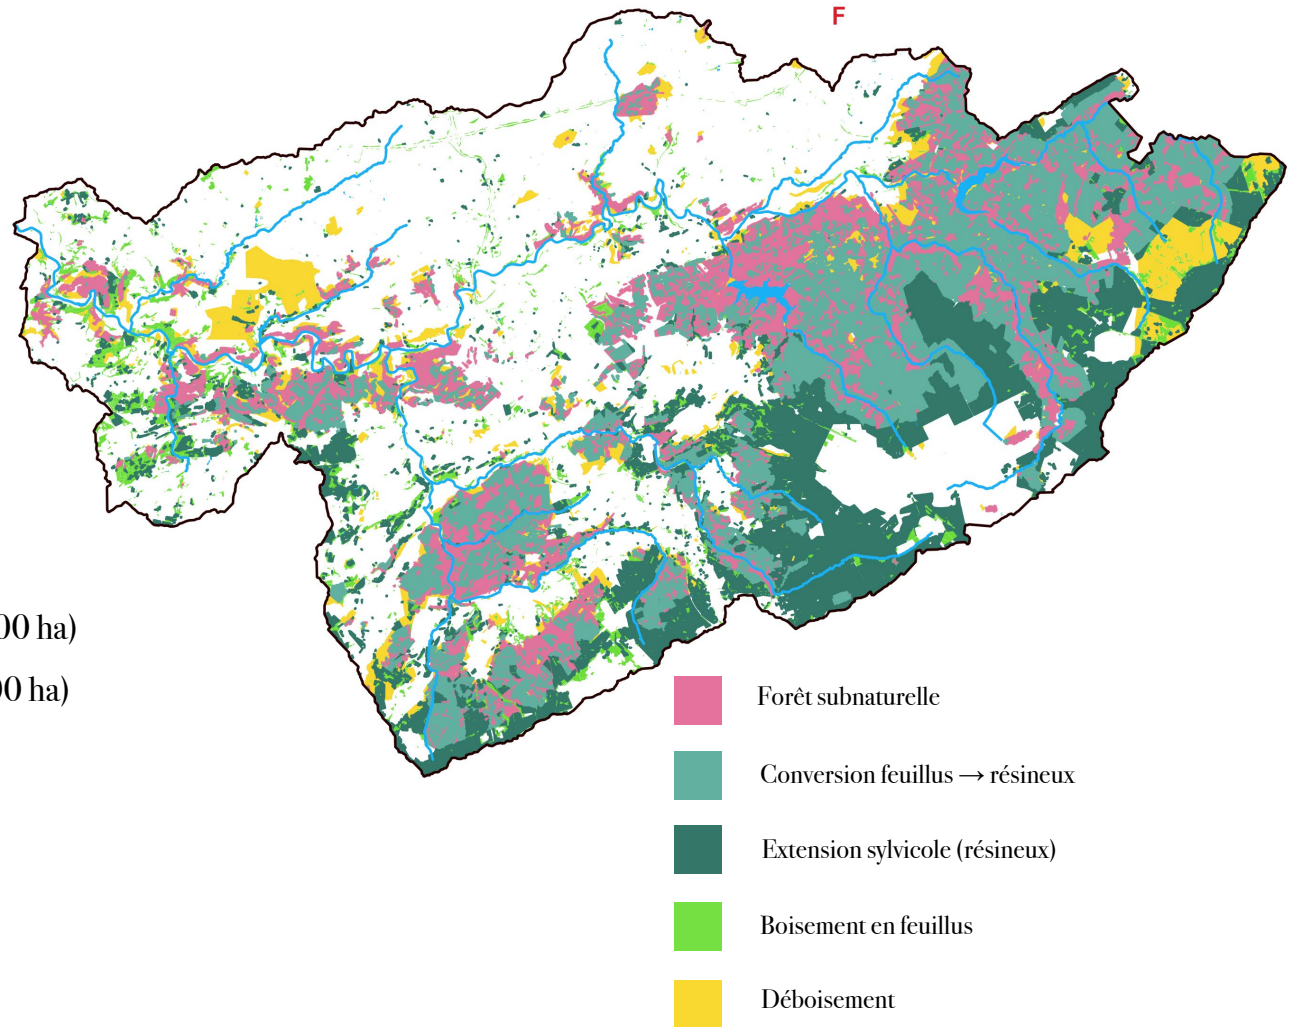 F
00 ha)
00 ha)
Forêt subnaturelle
Conversion feuillus → résineux
Extension sylvicole (résineux)
Boisement en feuillus
Déboisement